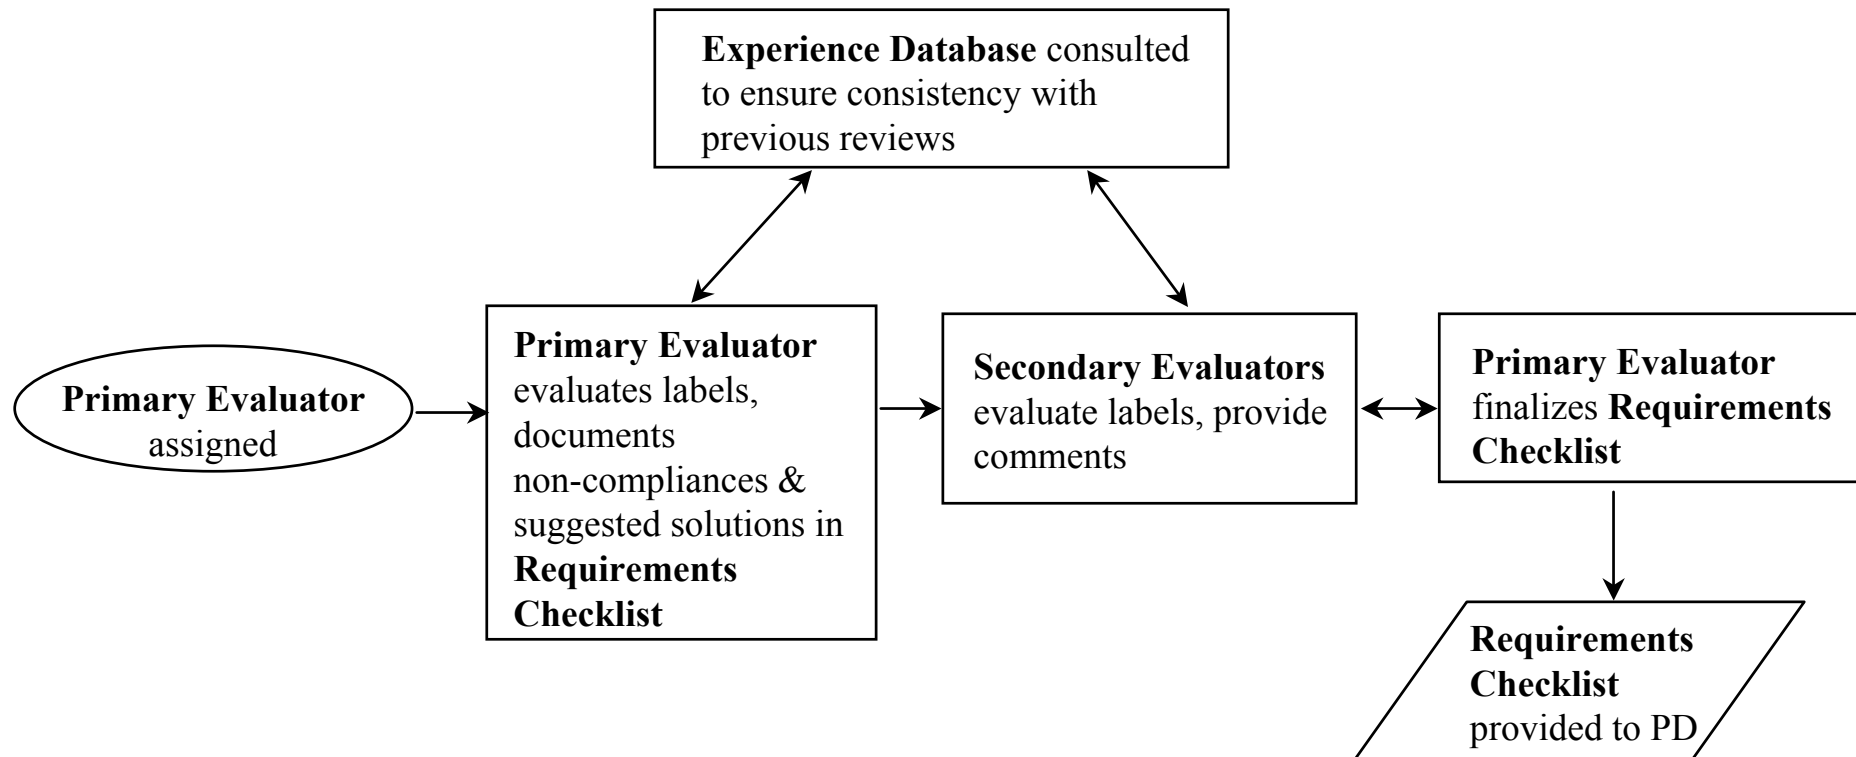 Experience Database consulted
to ensure consistency with
previous reviews
Primary Evaluator
assigned
Primary Evaluator
evaluates labels,
documents
non-compliances &
suggested solutions in
Requirements
Checklist
Secondary Evaluators
evaluate labels, provide
comments
Primary Evaluator
finalizes Requirements
Checklist
Requirements
Checklist
provided to PD